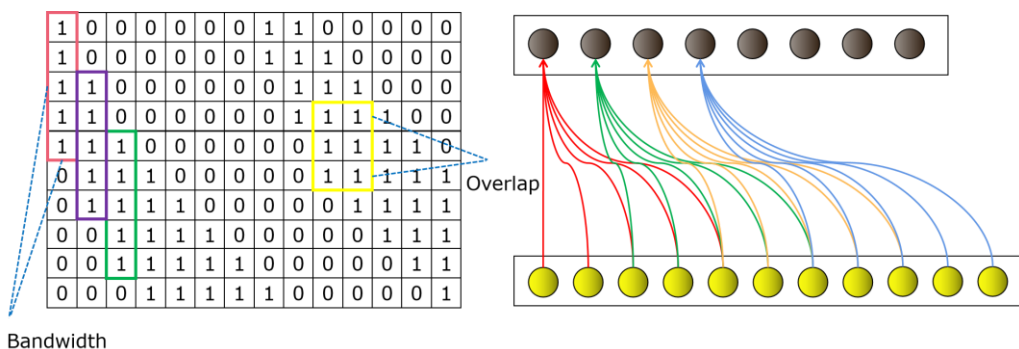 1 0 0 0 0 0 0 1 1 0 0 0 0 0
1 0 0 0 0 0 0 1 1 1 0 0 0 0
1 1 0 0 0 0 0 0 1 1 1 0 0 0
1 1 0 0 0 0 0 0 1 1 1 1 0 0
1 1 1 0 0 0 0 0 0 1 1 1 1 0
0 1 1 1 0 0 0 0 0 1 1 1 1 1
Overlap
0 1 1 1 1 0 0 0 0 0 1 1 1 1
0 0 1 1 1 1 0 0 0 0 0 1 1 1
0 0 1 1 1 1 1 0 0 0 0 0 1 1
0 0 0 1 1 1 1 1 0 0 0 0 0 1
Bandwidth